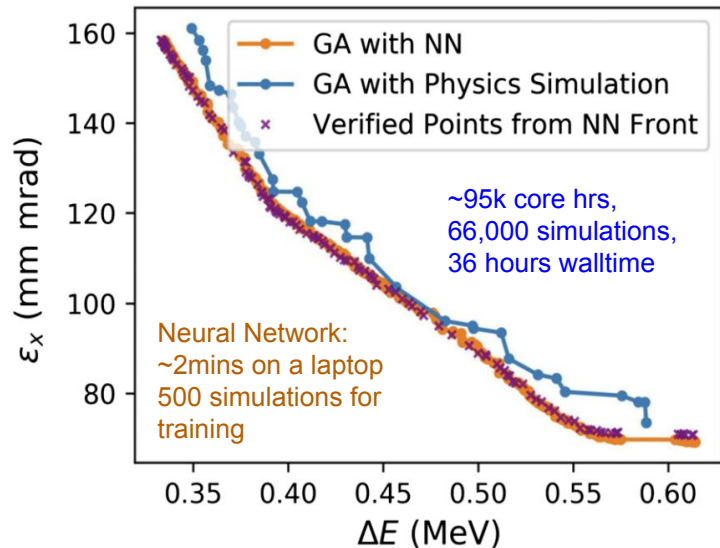 GA with NN
GA with Physics Simulation
Verified Points from NN Front
160
140
120
100
80
εx (mm mrad)
~95k core hrs,
66,000 simulations,
36 hours walltime
Neural Network:
~2mins on a laptop
500 simulations for
training
0.35 0.40 0.45 0.50 0.55 0.60
ΔE (MeV)